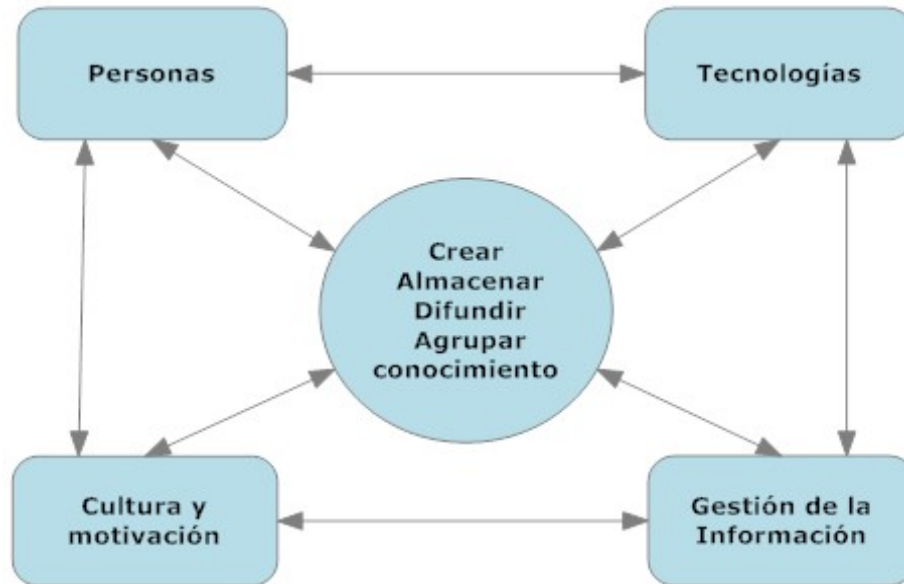 Personas
Tecnologías
Crear
Almacenar
Difundir
Agrupar
conocimiento
Cultura y
motivación
Gestión de la
Información